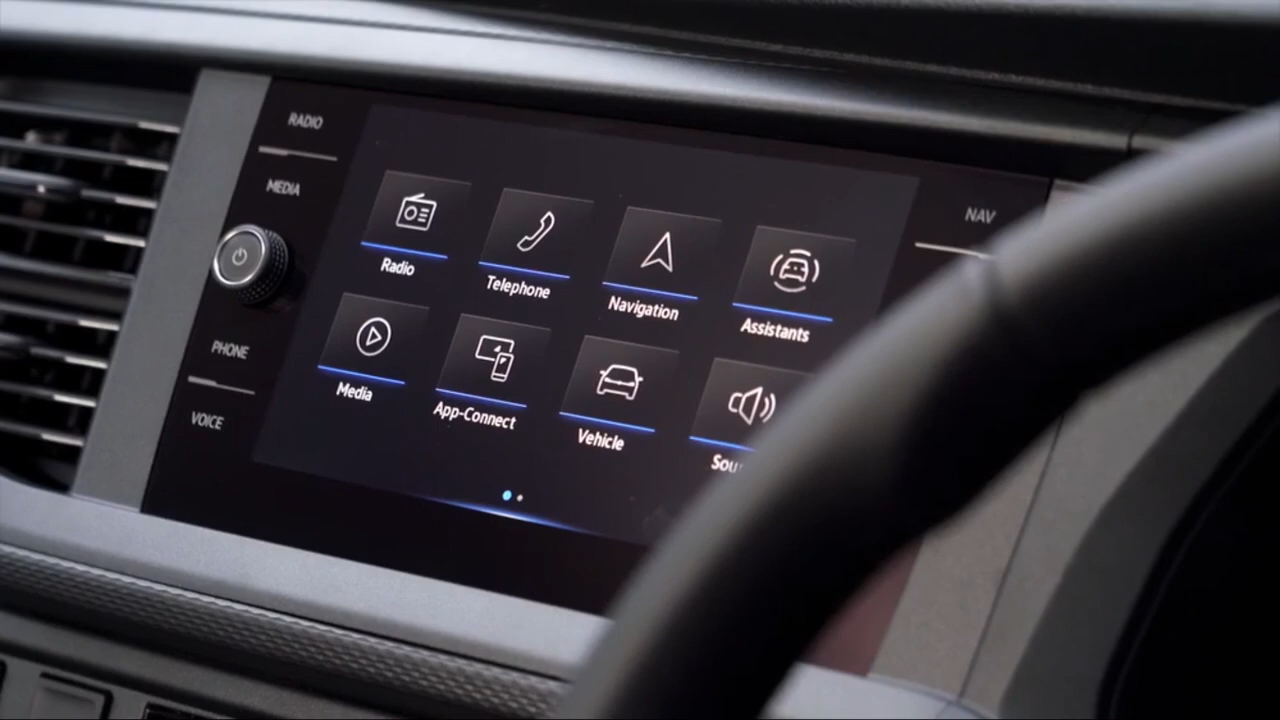 RADIO
MEDIA
NAV
Radio
Telephone
Navigation
Assistants
Media
App-Connect
Vehicle
PHONE
VOICE